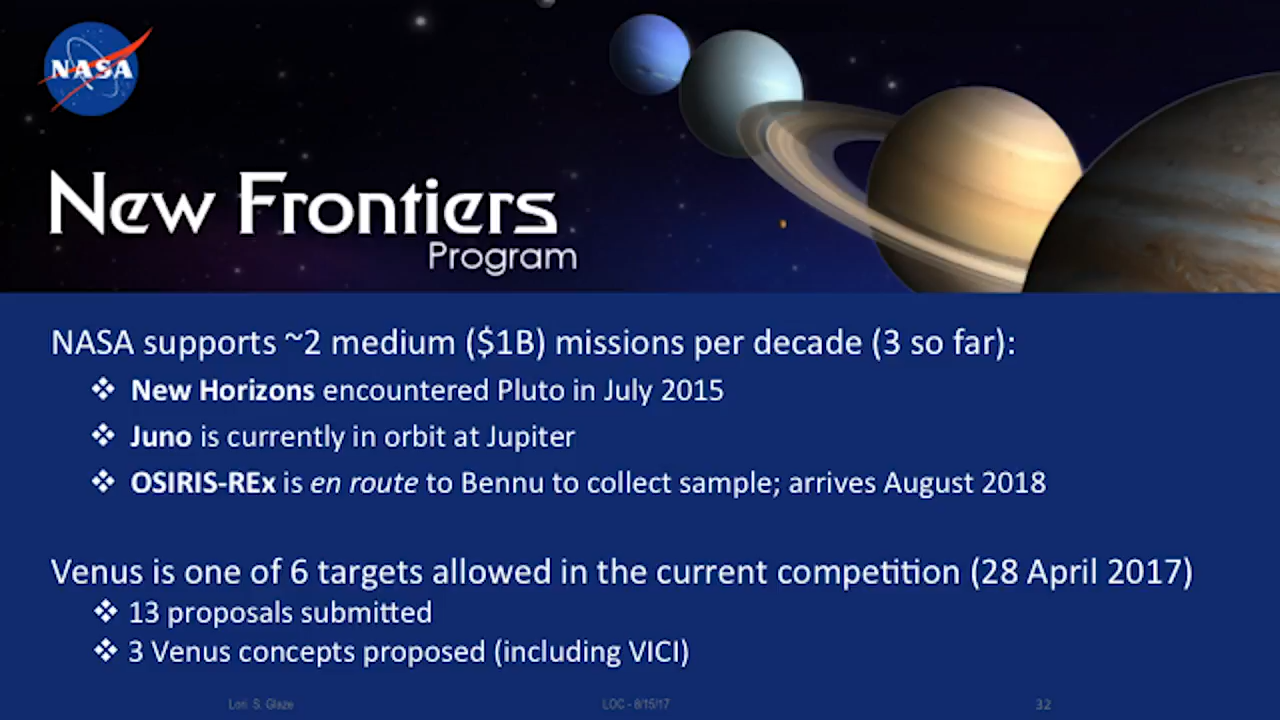 NASA
New Frontiers
Program
NASA supports ~2 medium ($1B) missions per decade (3 so far):
❖ New Horizons encountered Pluto in July 2015
❖ Juno is currently in orbit at Jupiter
❖ OSIRIS-REx is en route to Bennu to collect sample; arrives August 2018
Venus is one of 6 targets allowed in the current competition (28 April 2017)
❖ 13 proposals submitted
❖ 3 Venus concepts proposed (including VICI)
Lori S. Glaze LOC - 8/15/17 32